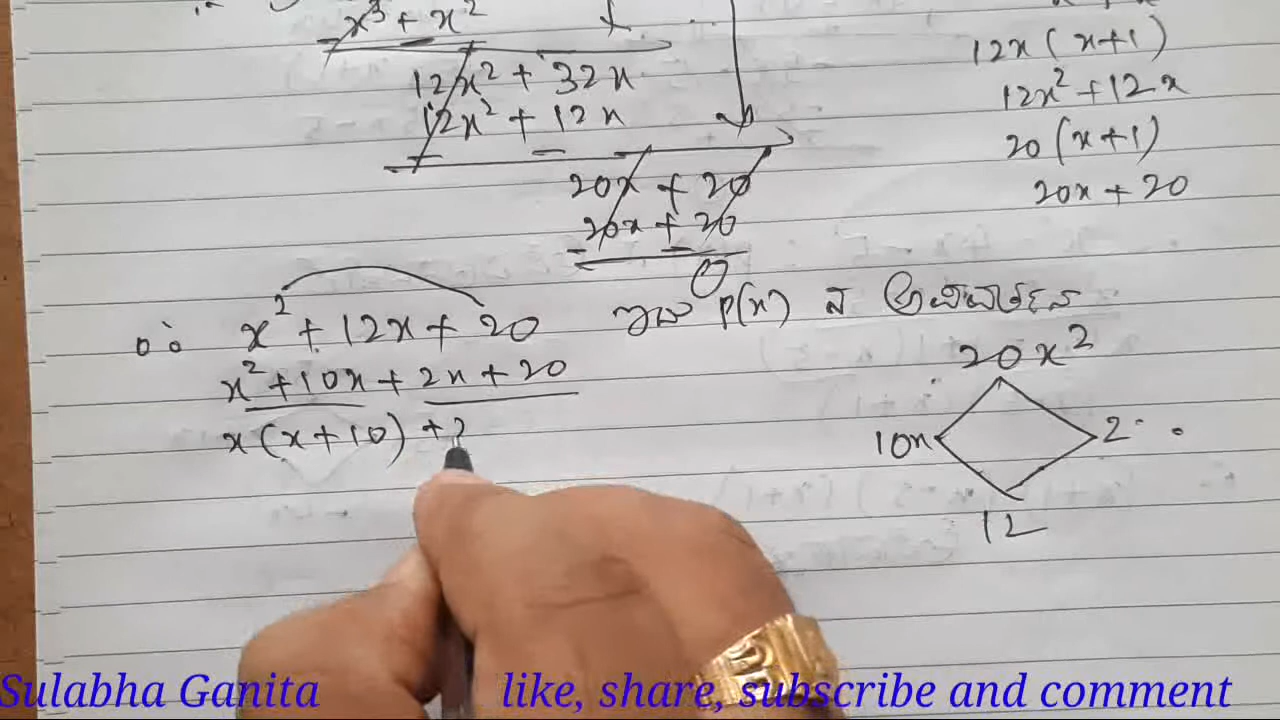 x³ + x²
12x² + 32x
12x² + 12x
20x + 20
20x + 20
0
12x (x+1)
12x² + 12x
20 (x+1)
20x + 20
x² + 12x + 20 P(x) ನ
x² + 10x + 2x + 20
x (x + 10) + 2
20x²
10x 2
12
Sulabha Ganita like, share, subscribe and comment